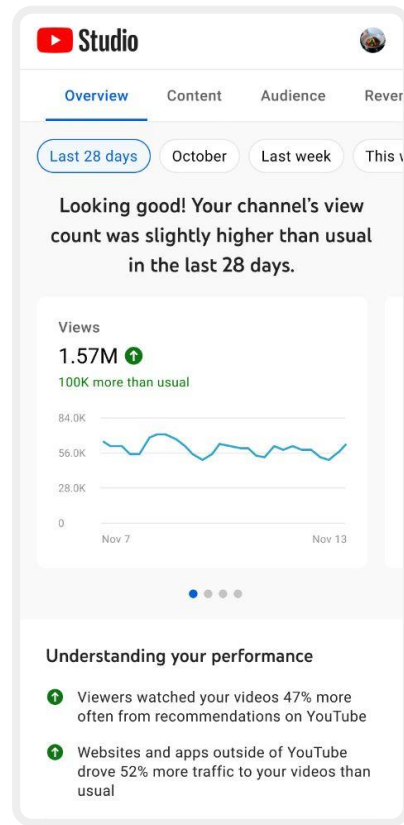 Studio
Overview Content Audience Rever
Last 28 days October Last week This
Looking good! Your channel's view
count was slightly higher than usual
in the last 28 days.
Views
1.57M
100K more than usual
84.0K
56.0K
28.0K
0
Nov 7 Nov 13
Understanding your performance
Viewers watched your videos 47% more
often from recommendations on YouTube
Websites and apps outside of YouTube
drove 52% more traffic to your videos than
usual